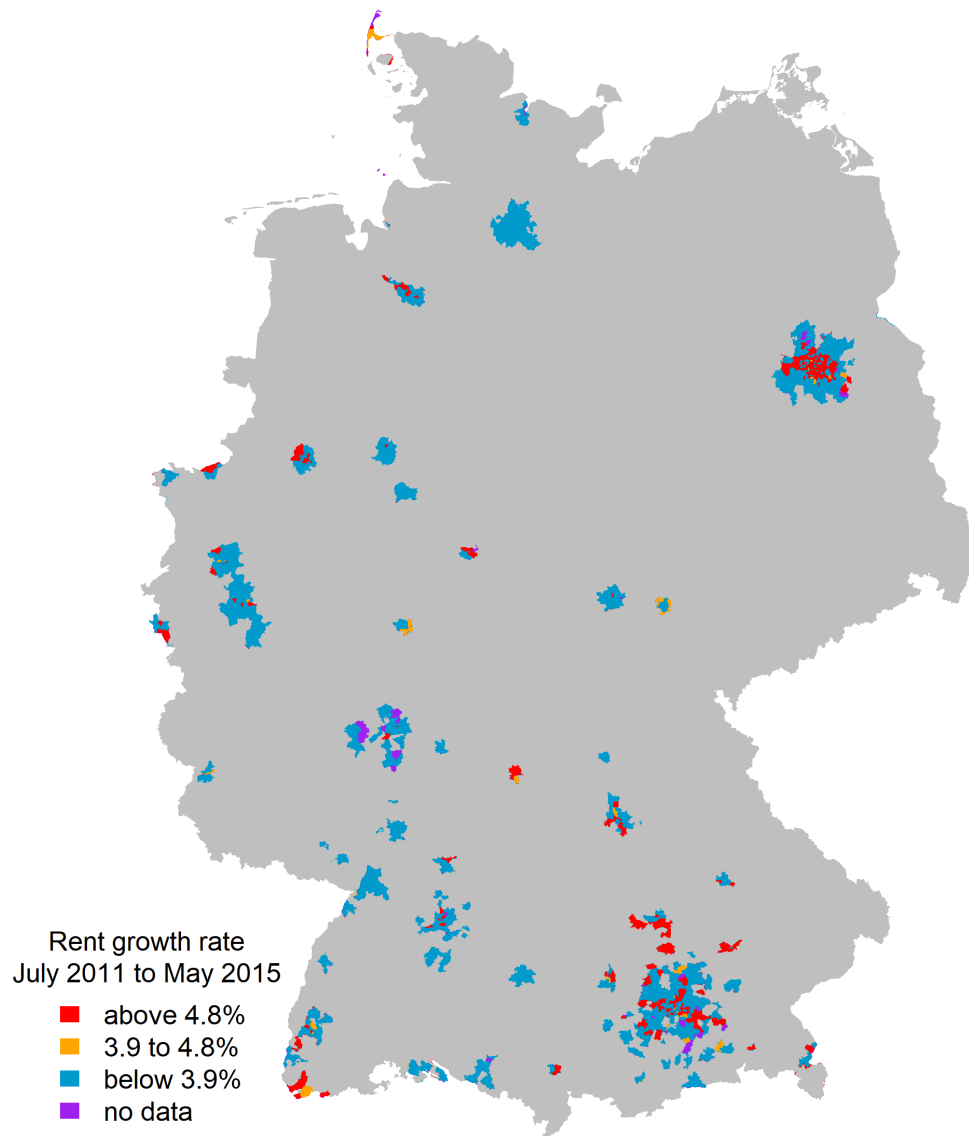 Rent growth rate
July 2011 to May 2015
above 4.8%
3.9 to 4.8%
below 3.9%
no data